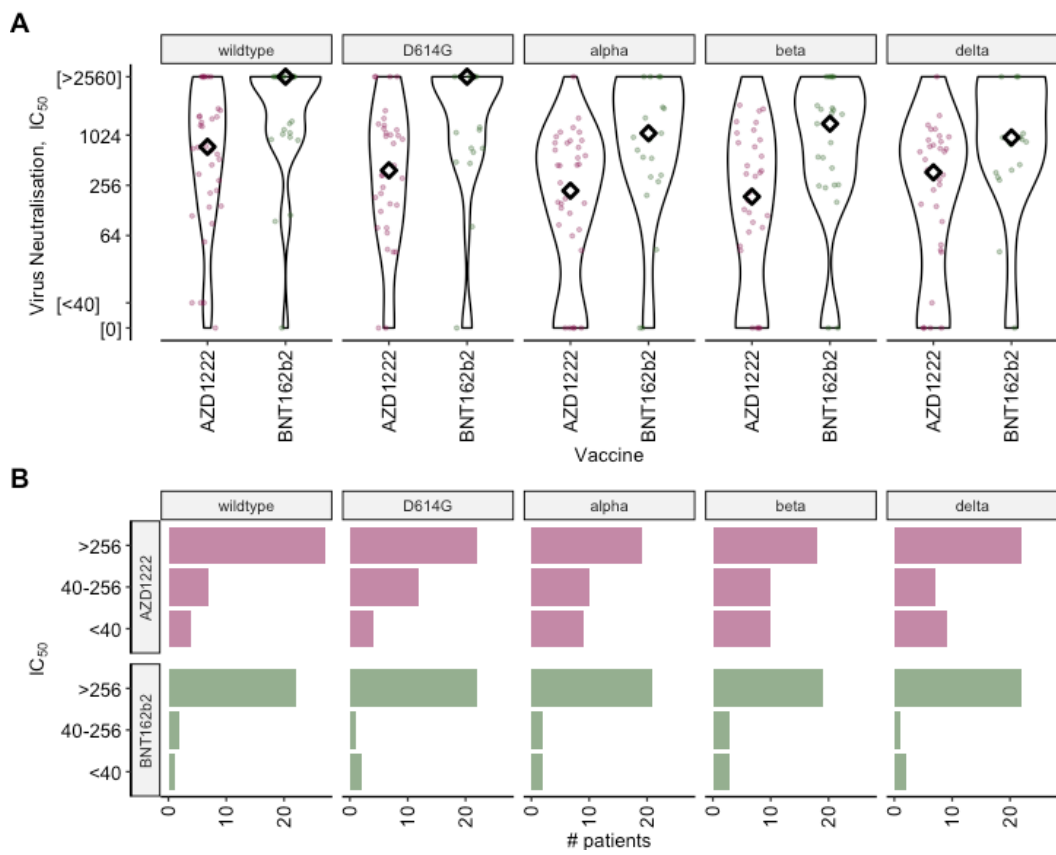 A
wildtype D614G alpha beta delta
Virus Neutralisation, IC50
[>2560]
1024
256
64
[<40]
[0]
AZD1222 BNT162b2 AZD1222 BNT162b2 AZD1222 BNT162b2 AZD1222 BNT162b2 AZD1222 BNT162b2
Vaccine
B
wildtype D614G alpha beta delta
IC50
AZD1222
>256
40-256
<40
BNT162b2
>256
40-256
<40
0 10 20 0 10 20 0 10 20 0 10 20 0 10 20
# patients